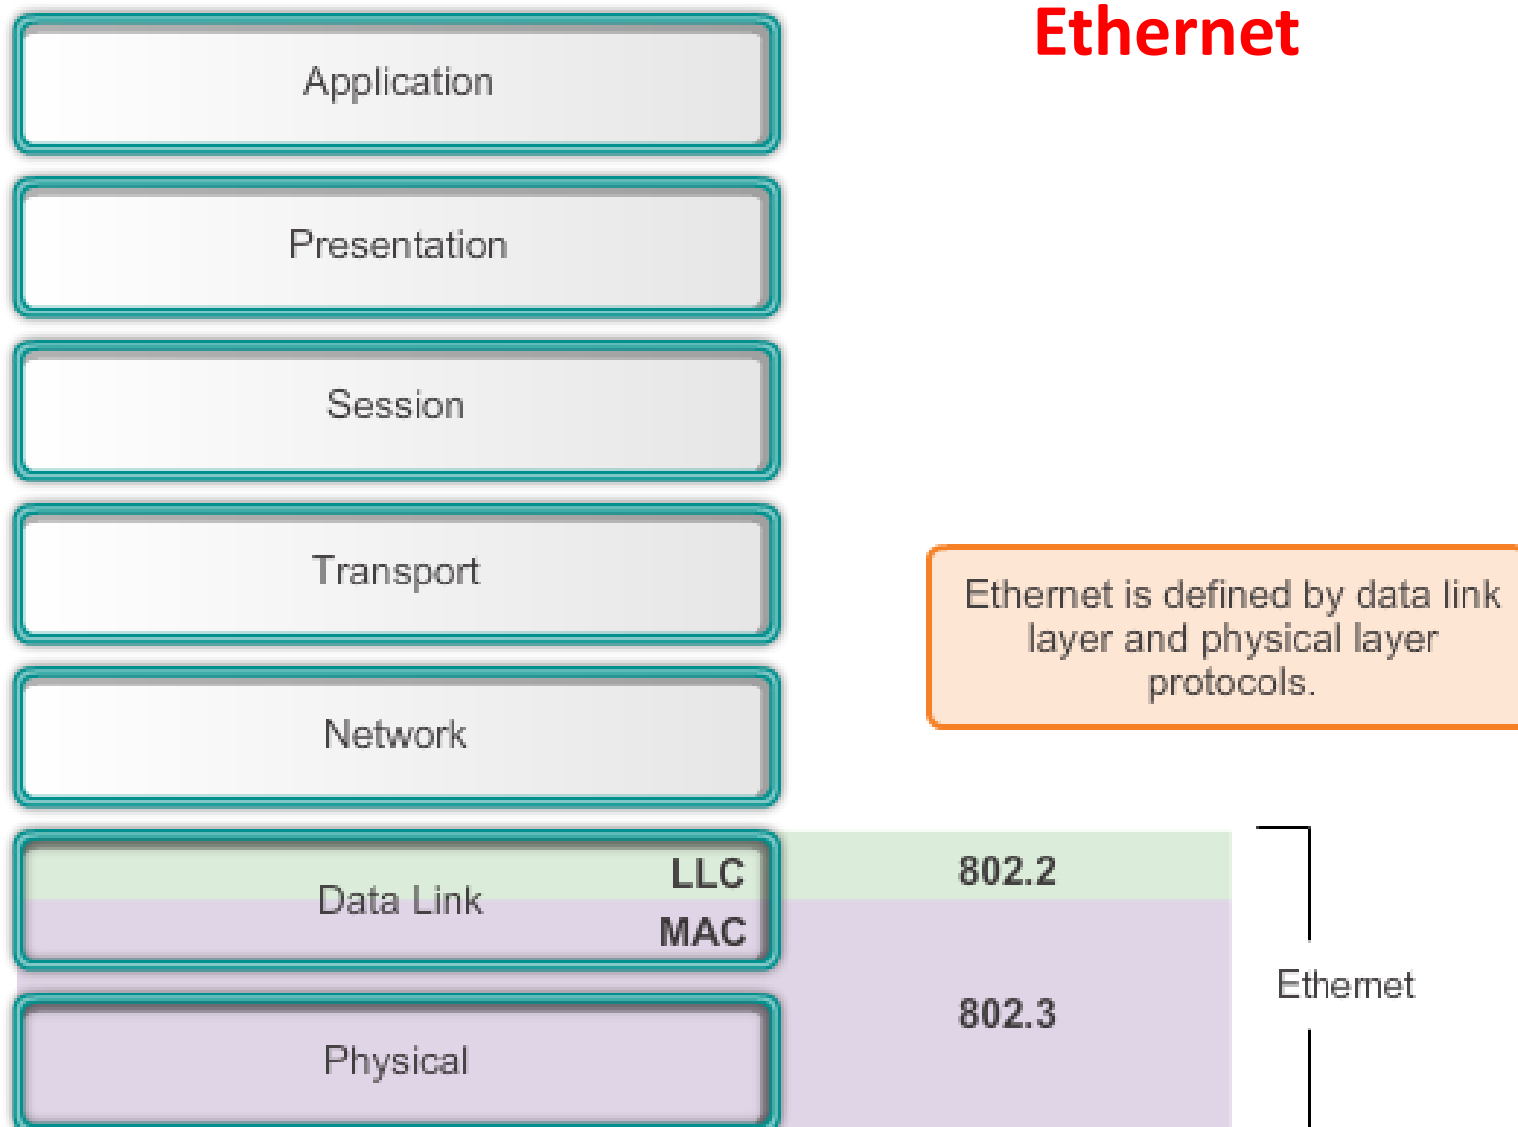 Ethernet
Application
Presentation
Session
Transport
Ethernet is defined by data link
layer and physical layer
protocols.
Network
Data Link
LLC
802.2
MAC
802.3
Ethernet
Physical